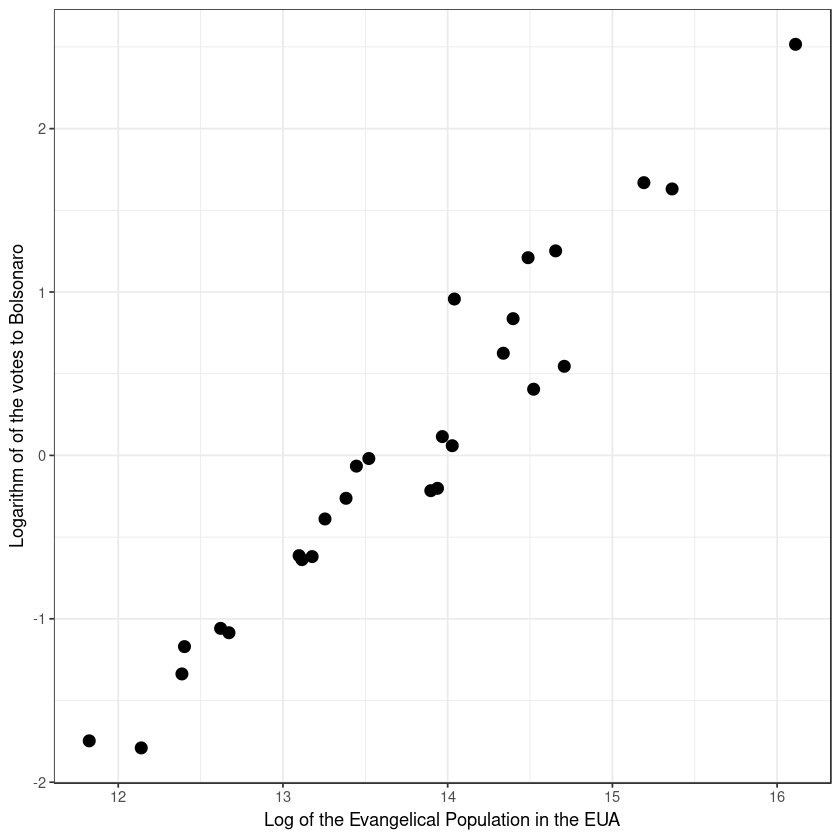 Logarithm of of the votes to Bolsonaro
2
1
0
-1
-2
12 13 14 15 16
Log of the Evangelical Population in the EUA